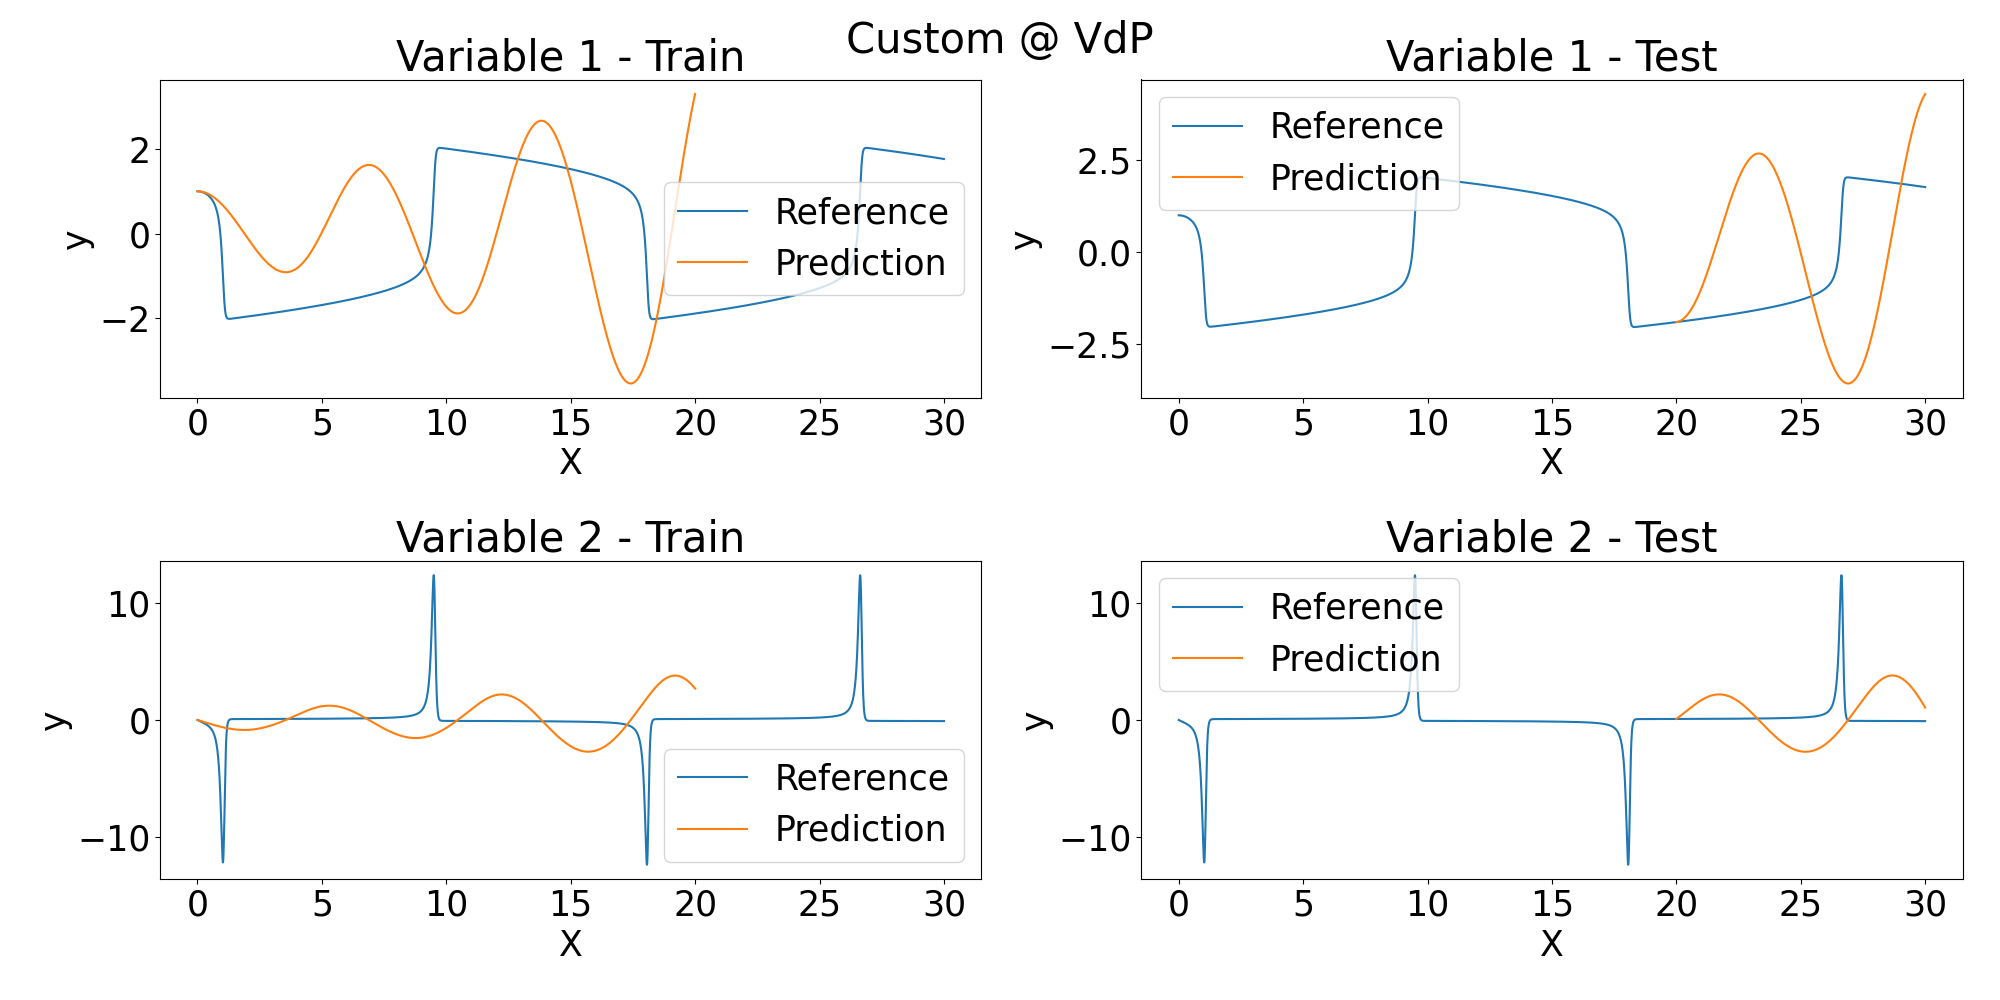 Custom @ VdP
Variable 1 - Train
y
2
0
−2
Reference
Prediction
0 5 10 15 20 25 30
X
Variable 1 - Test
y
2.5
0.0
−2.5
Reference
Prediction
0 5 10 15 20 25 30
X
Variable 2 - Train
y
10
0
−10
Reference
Prediction
0 5 10 15 20 25 30
X
Variable 2 - Test
y
10
0
−10
Reference
Prediction
0 5 10 15 20 25 30
X